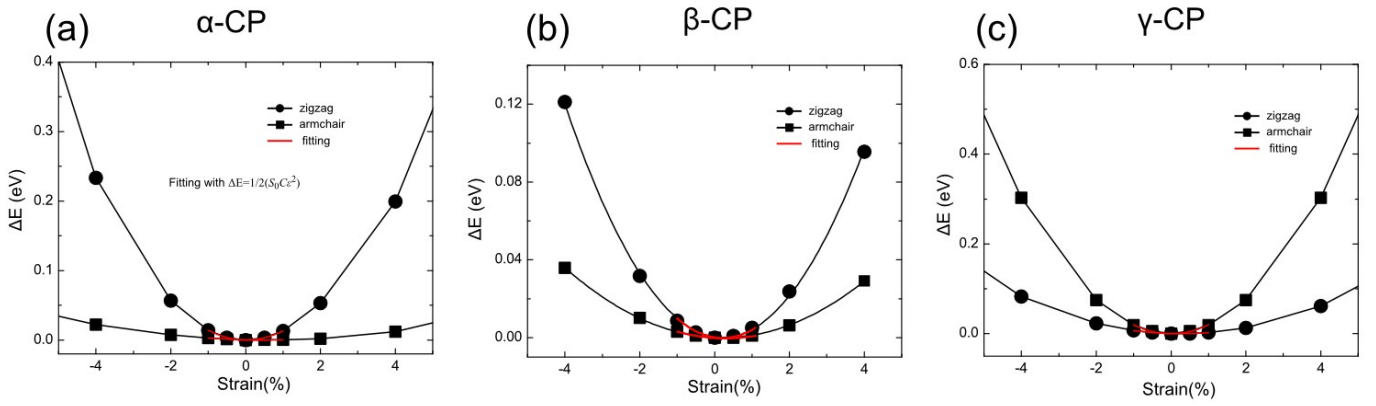 (a) α-CP
0.4
0.3
0.2
0.1
0.0
ΔE (eV)
zigzag
armchair
fitting
Fitting with ΔE=1/2(S₀Cε²)
-4 -2 0 2 4
Strain(%)
(b) β-CP
0.12
0.08
0.04
0.00
ΔE (eV)
zigzag
armchair
fitting
-4 -2 0 2 4
Strain(%)
(c) γ-CP
0.6
0.4
0.2
0.0
ΔE (eV)
zigzag
armchair
fitting
-4 -2 0 2 4
Strain(%)